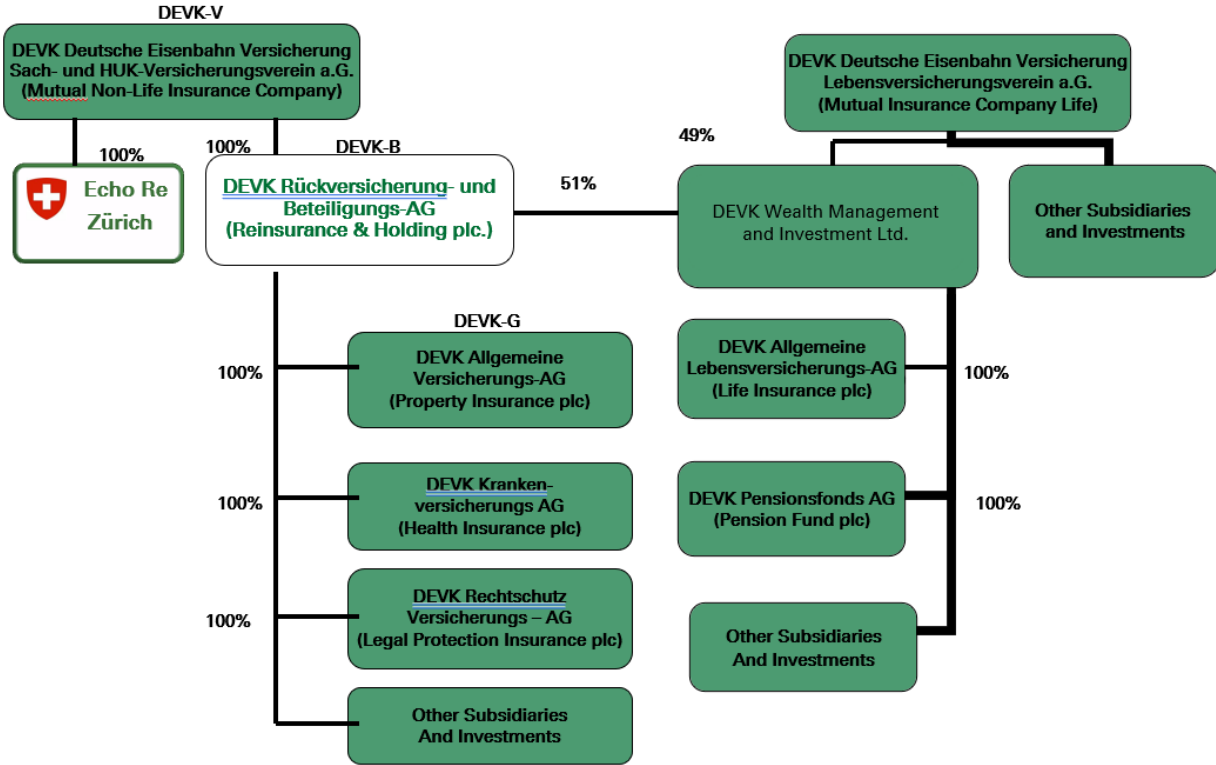 DEVK-V
DEVK Deutsche Eisenbahn Versicherung
Sach- und HUK-Versicherungsverein a.G.
(Mutual Non-Life Insurance Company)
DEVK Deutsche Eisenbahn Versicherung
Lebensversicherungsverein a.G.
(Mutual Insurance Company Life)
100%
100%
DEVK-B
49%
Echo Re
Zürich
DEVK Rückversicherung- und
Beteiligungs-AG
(Reinsurance & Holding plc.)
51%
DEVK Wealth Management
and Investment Ltd.
Other Subsidiaries
and Investments
DEVK-G
100%
DEVK Allgemeine
Versicherungs-AG
(Property Insurance plc)
DEVK Allgemeine
Lebensversicherungs-AG
(Life Insurance plc)
100%
100%
DEVK Kranken-
versicherungs AG
(Health Insurance plc)
DEVK Pensionsfonds AG
(Pension Fund plc)
100%
100%
DEVK Rechtschutz
Versicherungs – AG
(Legal Protection Insurance plc)
Other Subsidiaries
And Investments
Other Subsidiaries
And Investments